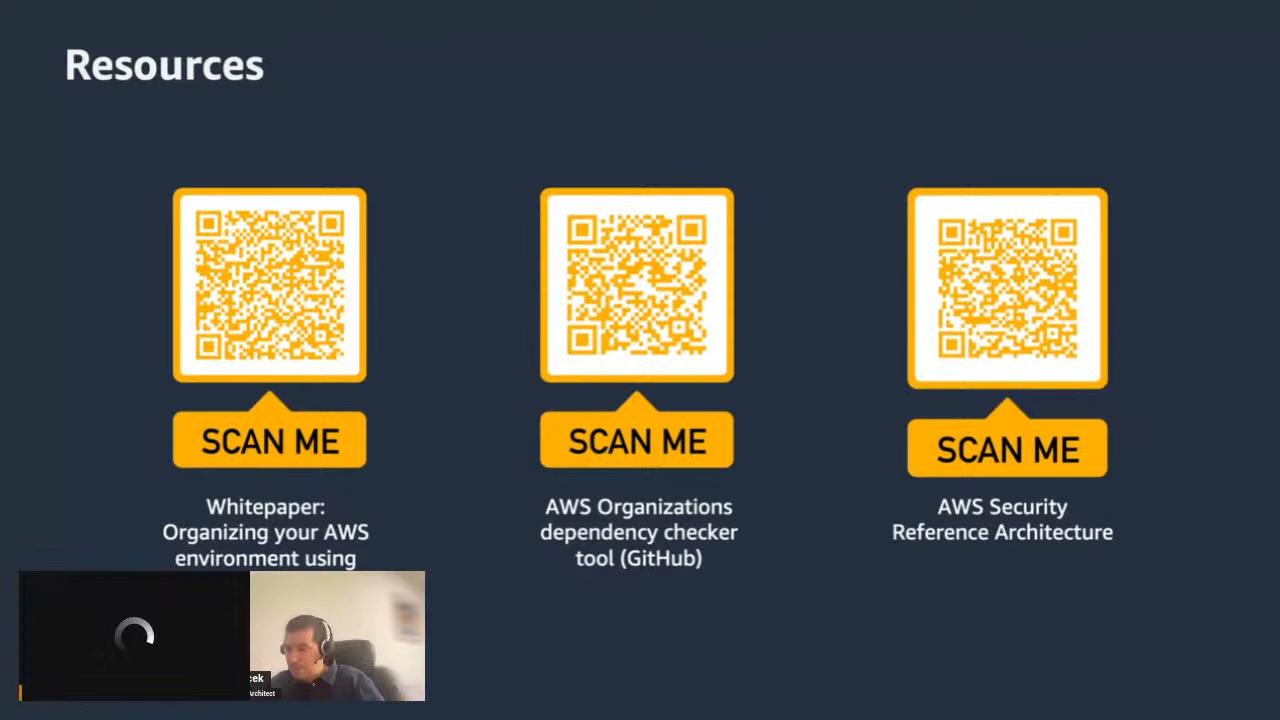 Resources
SCAN ME
SCAN ME
SCAN ME
Whitepaper:
Organizing your AWS
environment using
AWS Organizations
dependency checker
tool (GitHub)
AWS Security
Reference Architecture
Architect